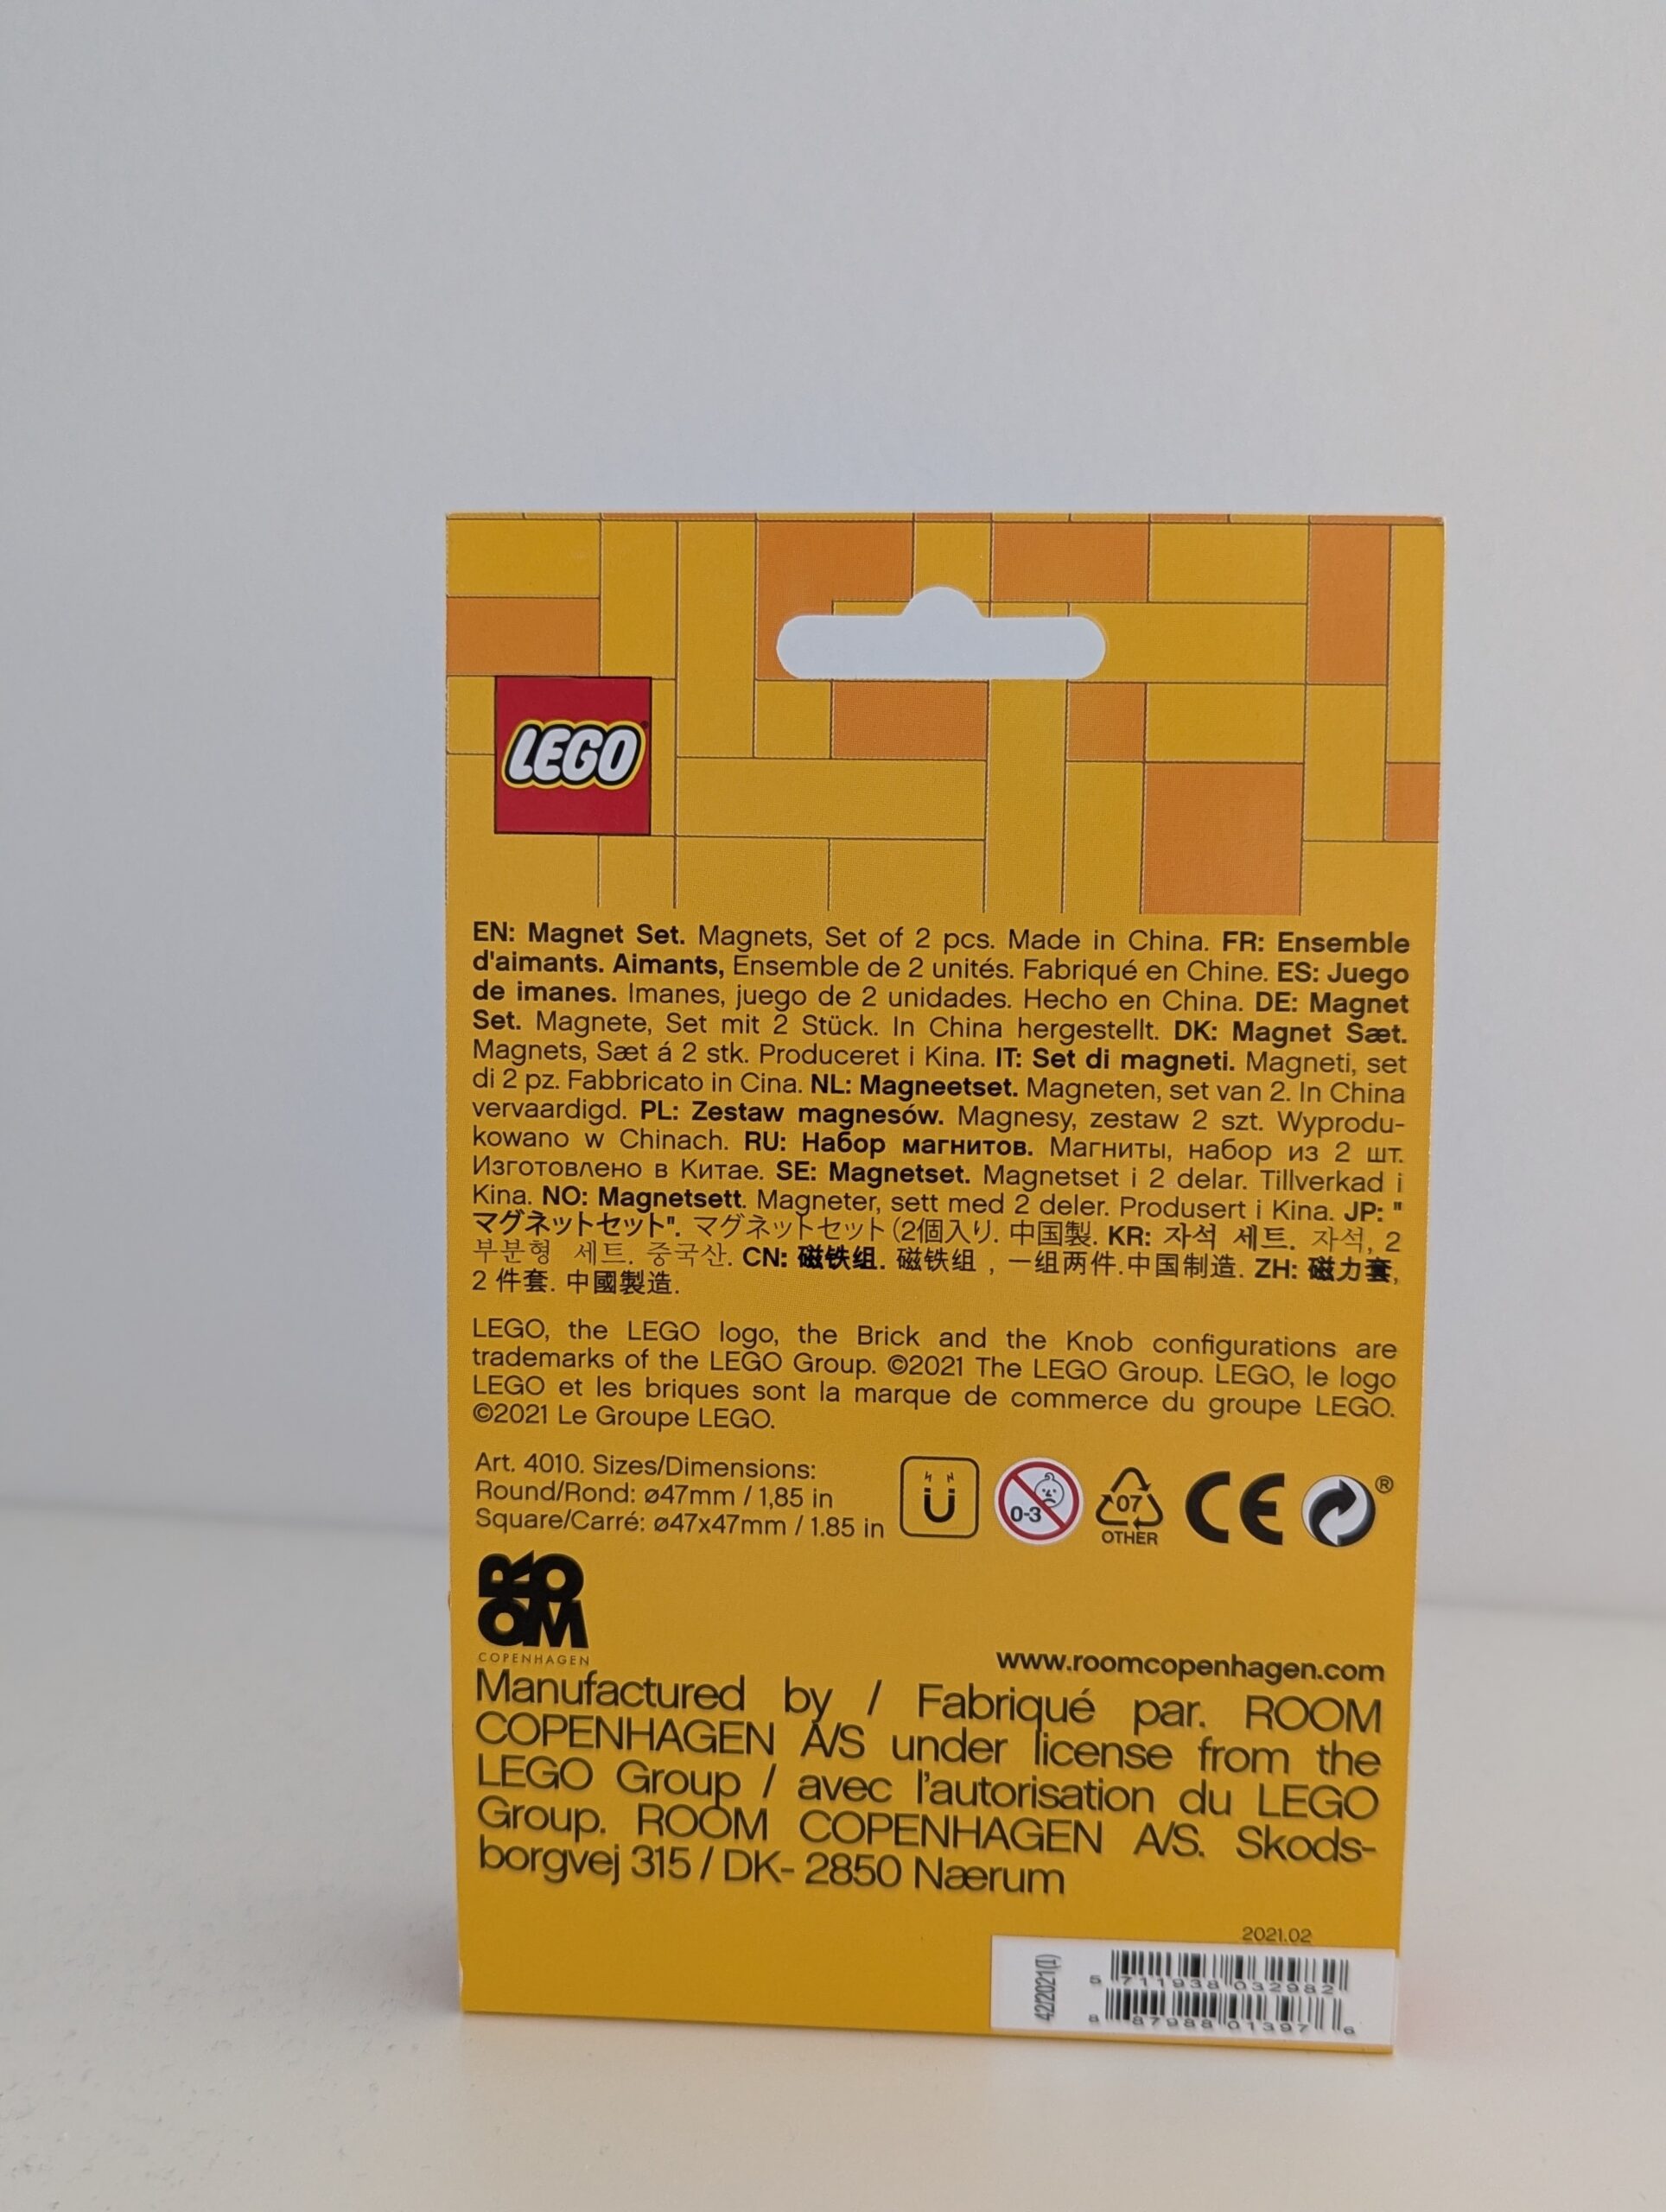 LEGO®
EN: Magnet Set. Magnets, Set of 2 pcs. Made in China. FR: Ensemble
d'aimants. Aimants, Ensemble de 2 unités. Fabriqué en Chine. ES: Juego
de imanes. Imanes, juego de 2 unidades. Hecho en China. DE: Magnet
Set. Magnete, Set mit 2 Stück. In China hergestellt. DK: Magnet Sæt.
Magnets, Sæt á 2 stk. Produceret i Kina. IT: Set di magneti. Magneti, set
di 2 pz. Fabbricato in Cina. NL: Magneetset. Magneten, set van 2. In China
vervaardigd. PL: Zestaw magnesów. Magnesy, zestaw 2 szt. Wyprodu-
kowano w Chinach. RU: Набор магнитов. Магниты, набор из 2 шт.
Изготовлено в Китае. SE: Magnetset. Magnetset i 2 delar. Tillverkad i
Kina. NO: Magnetsett. Magneter, sett med 2 deler. Produsert i Kina. JP: "
マグネットセット". マグネットセット (2個入り. 中国製. KR: 자석 세트. 자석, 2
부분형 세트. 중국산. CN: 磁铁组. 磁铁组 , 一组两件.中国制造. ZH: 磁力套,
2 件套. 中國製造.
LEGO, the LEGO logo, the Brick and the Knob configurations are
trademarks of the LEGO Group. ©2021 The LEGO Group. LEGO, le logo
LEGO et les briques sont la marque de commerce du groupe LEGO.
©2021 Le Groupe LEGO.
Art. 4010. Sizes/Dimensions:
Round/Rond: ø47mm / 1,85 in
Square/Carré: ø47x47mm / 1.85 in
0-3
07
OTHER
CE
®
ROOM
COPENHAGEN
www.roomcopenhagen.com
Manufactured by / Fabriqué par. ROOM
COPENHAGEN A/S under license from the
LEGO Group / avec l'autorisation du LEGO
Group. ROOM COPENHAGEN A/S. Skods-
borgvej 315 / DK- 2850 Nærum
2021.02
42/2021(I)
5 711938 032982
8 87988 01397 6